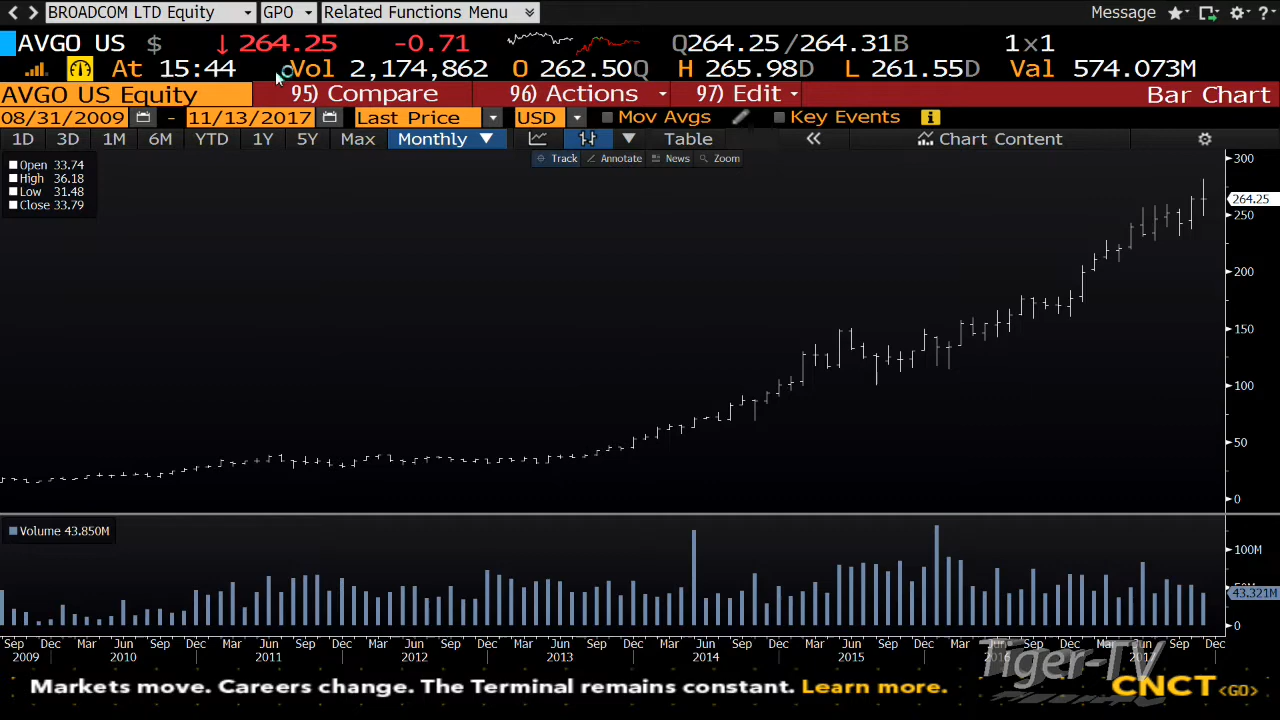 BROADCOM LTD Equity GPO Related Functions Menu Message ?
AVGO US $ ↓264.25 -0.71 Q264.25/264.31B 1×1
At 15:44 Vol 2,174,862 O 262.50Q H 265.98D L 261.55D Val 574.073M
AVGO US Equity 95) Compare 96) Actions 97) Edit Bar Chart
08/31/2009 - 11/13/2017 Last Price USD Mov Avgs Key Events i
1D 3D 1M 6M YTD 1Y 5Y Max Monthly Table « Chart Content
Track Annotate News Zoom
Open 33.74
High 36.18
Low 31.48
Close 33.79
300
264.25
250
200
150
100
50
0
Volume 43.850M
100M
50M
43.321M
0
Sep Dec Mar Jun Sep Dec Mar Jun Sep Dec Mar Jun Sep Dec Mar Jun Sep Dec Mar Jun Sep Dec Mar Jun Sep Dec Mar Jun Sep Dec Mar Jun Sep Dec
2009 2010 2011 2012 2013 2014 2015 2016 2017
Tiger-TV
Markets move. Careers change. The Terminal remains constant. Learn more. CNCT <GO>